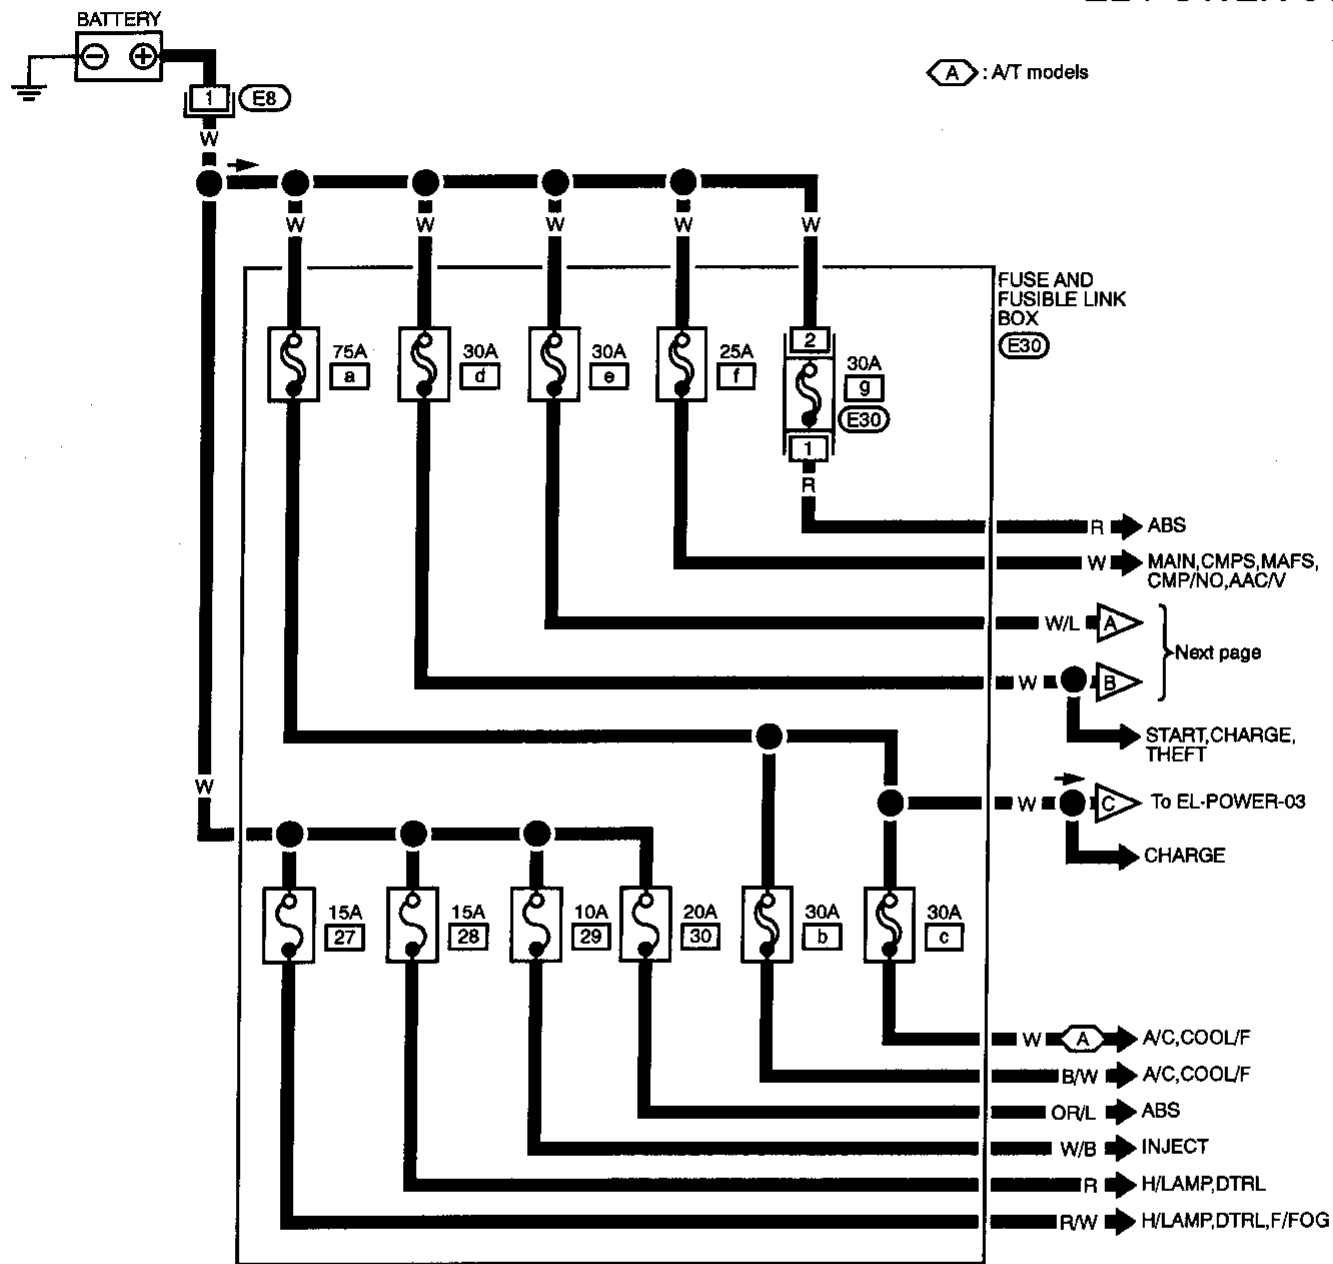 BATTERY
1 E8
A : A/T models
W
W W W W W
FUSE AND
FUSIBLE LINK
BOX
E30
75A
a
30A
d
30A
e
25A
f
2
30A
g
E30
1
R
R ABS
W MAIN,CMPS,MAFS,
CMP/NO,AAC/V
W/L A
Next page
W B
START,CHARGE,
THEFT
W
W C To EL-POWER-03
CHARGE
15A
27
15A
28
10A
29
20A
30
30A
b
30A
c
W A A/C,COOL/F
B/W A/C,COOL/F
OR/L ABS
W/B INJECT
R H/LAMP,DTRL
R/W H/LAMP,DTRL,F/FOG